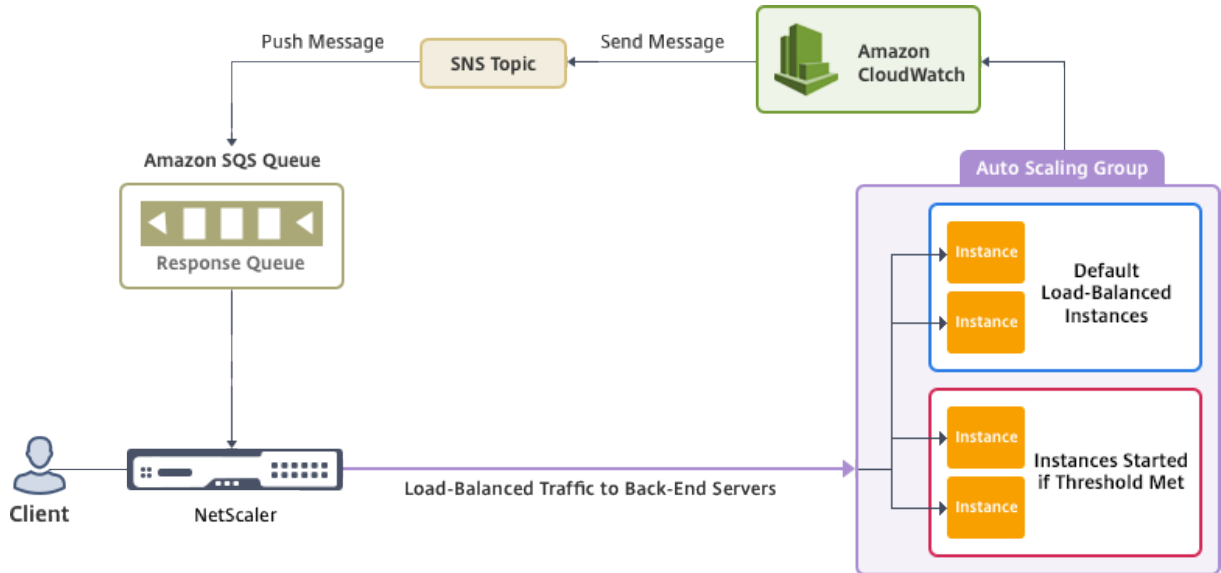 Push Message
Send Message
SNS Topic
Amazon
CloudWatch
Amazon SQS Queue
Response Queue
Auto Scaling Group
Instance
Instance
Default
Load-Balanced
Instances
Instance
Instance
Instances Started
if Threshold Met
Client
NetScaler
Load-Balanced Traffic to Back-End Servers